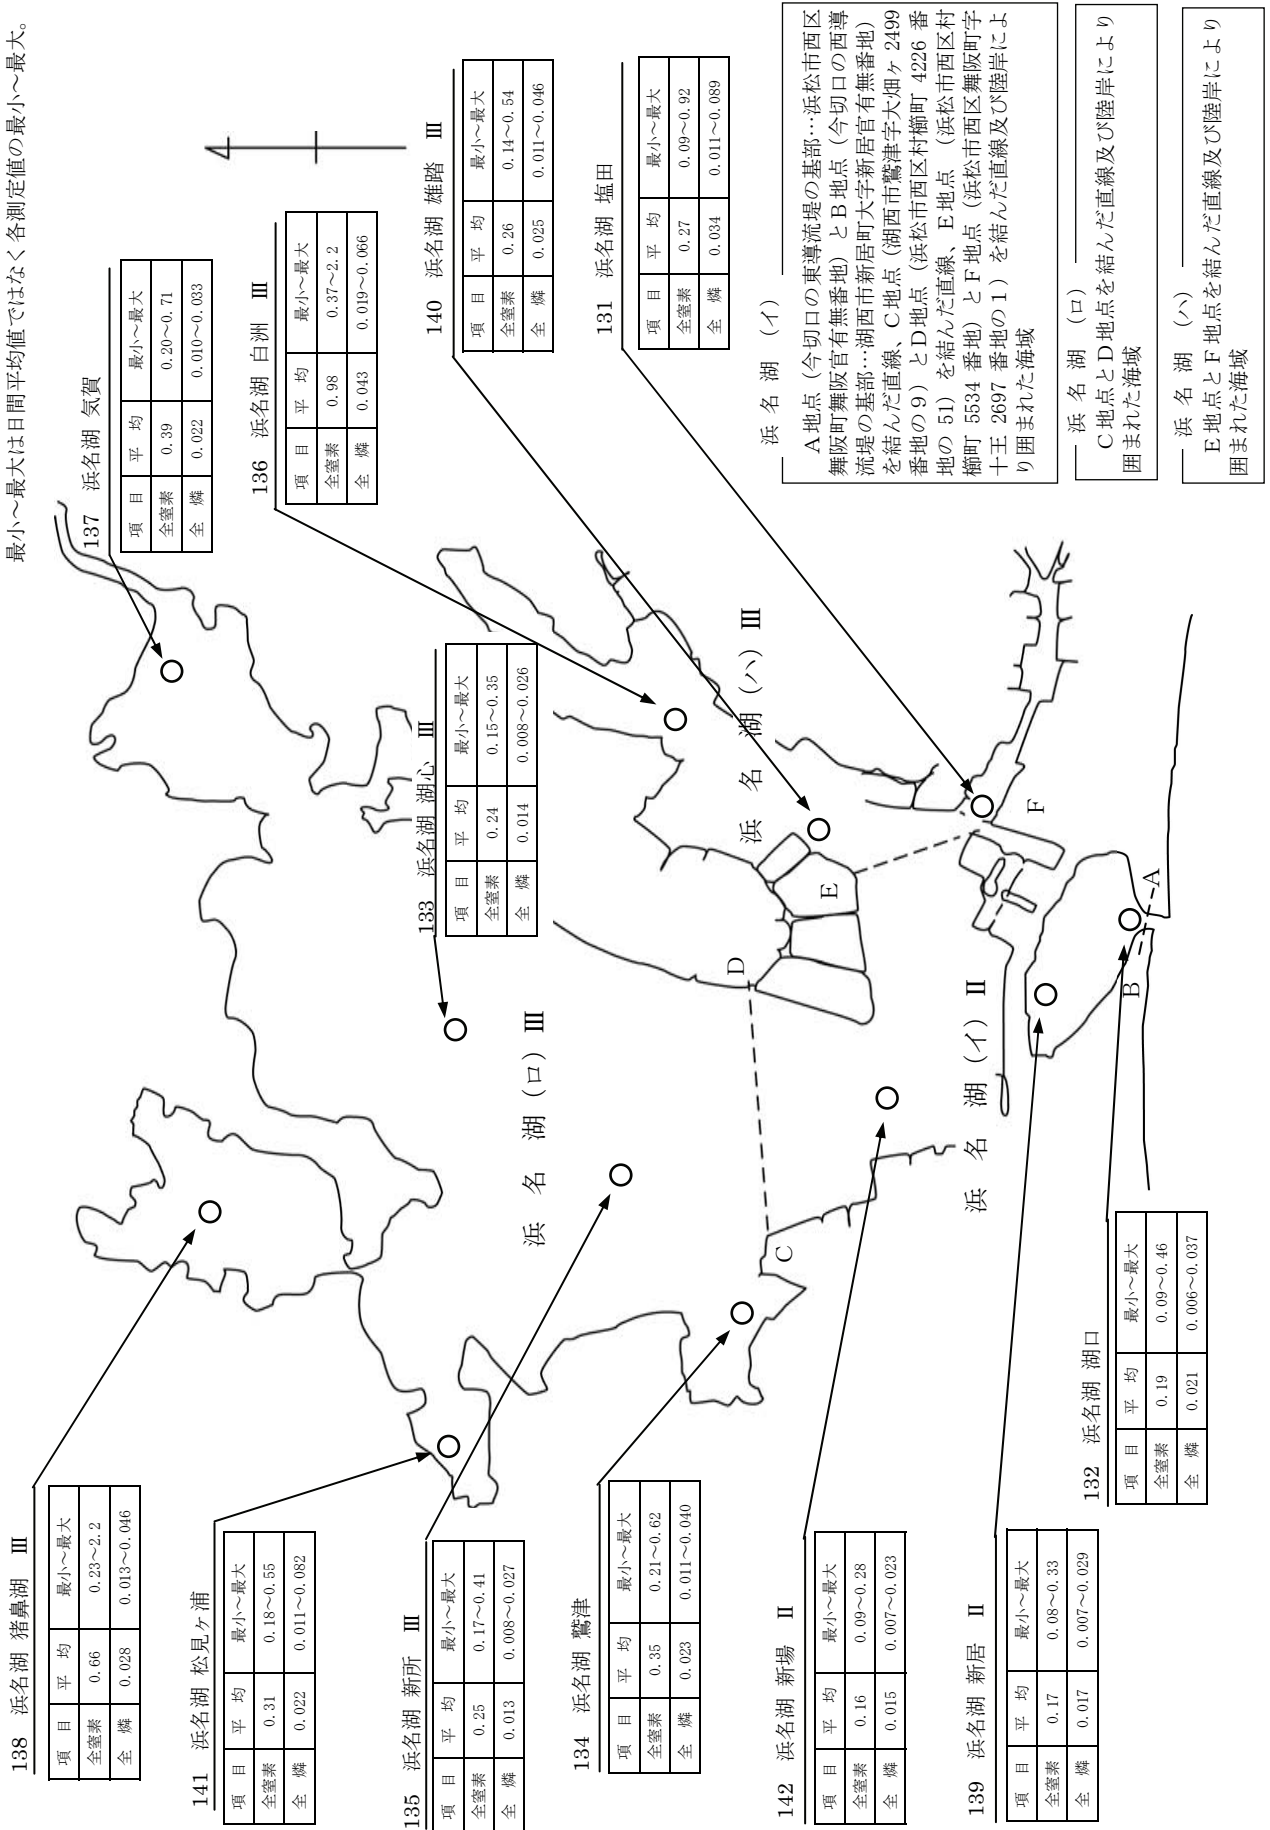 最小～最大は日間平均値ではなく各測定値の最小～最大。
138 浜名湖 猪鼻湖 Ⅲ
項 目 平 均 最小～最大
全窒素 0.66 0.23～2.2
全 燐 0.028 0.013～0.046
141 浜名湖 松見ヶ浦
項 目 平 均 最小～最大
全窒素 0.31 0.18～0.55
全 燐 0.022 0.011～0.082
135 浜名湖 新所 Ⅲ
項 目 平 均 最小～最大
全窒素 0.25 0.17～0.41
全 燐 0.013 0.008～0.027
134 浜名湖 鷲津
項 目 平 均 最小～最大
全窒素 0.35 0.21～0.62
全 燐 0.023 0.011～0.040
142 浜名湖 新場 Ⅱ
項 目 平 均 最小～最大
全窒素 0.16 0.09～0.28
全 燐 0.015 0.007～0.023
139 浜名湖 新居 Ⅱ
項 目 平 均 最小～最大
全窒素 0.17 0.08～0.33
全 燐 0.017 0.007～0.029
132 浜名湖 湖口
項 目 平 均 最小～最大
全窒素 0.19 0.09～0.46
全 燐 0.021 0.006～0.037
133 浜名湖 湖心 Ⅲ
項 目 平 均 最小～最大
全窒素 0.24 0.15～0.35
全 燐 0.014 0.008～0.026
137 浜名湖 気賀
項 目 平 均 最小～最大
全窒素 0.39 0.20～0.71
全 燐 0.022 0.010～0.033
136 浜名湖 白洲 Ⅲ
項 目 平 均 最小～最大
全窒素 0.98 0.37～2.2
全 燐 0.043 0.019～0.066
140 浜名湖 雄踏 Ⅲ
項 目 平 均 最小～最大
全窒素 0.26 0.14～0.54
全 燐 0.025 0.011～0.046
131 浜名湖 塩田
項 目 平 均 最小～最大
全窒素 0.27 0.09～0.92
全 燐 0.034 0.011～0.089
浜 名 湖（ロ）Ⅲ
浜 名 湖（ハ）Ⅲ
浜 名 湖（イ）Ⅱ
C
D
E
F
B
A
浜 名 湖 （イ）
A地点（今切口の東導流堤の基部…浜松市西区
舞阪町舞阪官有無番地）とB地点（今切口の西導
流堤の基部…湖西市新居町大字新居官有無番地）
を結んだ直線、C地点（湖西市鷲津字大畑ヶ 2499
番地の９）とD地点（浜松市西区村櫛町 4226 番
地の 51）を結んだ直線、E地点 （浜松市西区村
櫛町 5534 番地）とF地点（浜松市西区舞阪町字
十王 2697 番地の１）を結んだ直線及び陸岸によ
り囲まれた海域
浜 名 湖 （ロ）
C地点とD地点を結んだ直線及び陸岸により
囲まれた海域
浜 名 湖 （ハ）
E地点とF地点を結んだ直線及び陸岸により
囲まれた海域